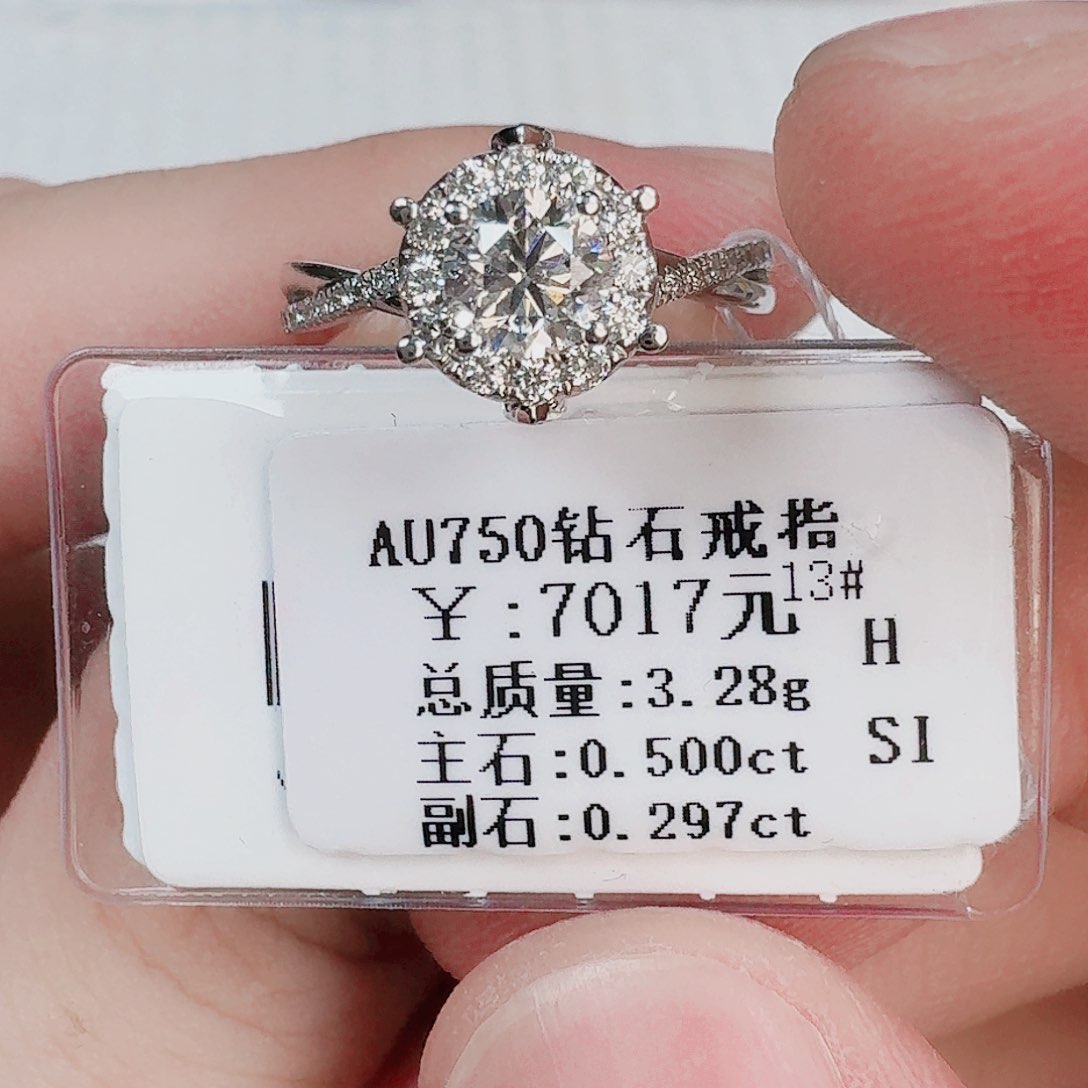 AU750钻石戒指
￥:7017元13#
H
总质量:3.28g
SI
主石:0.500ct
副石:0.297ct